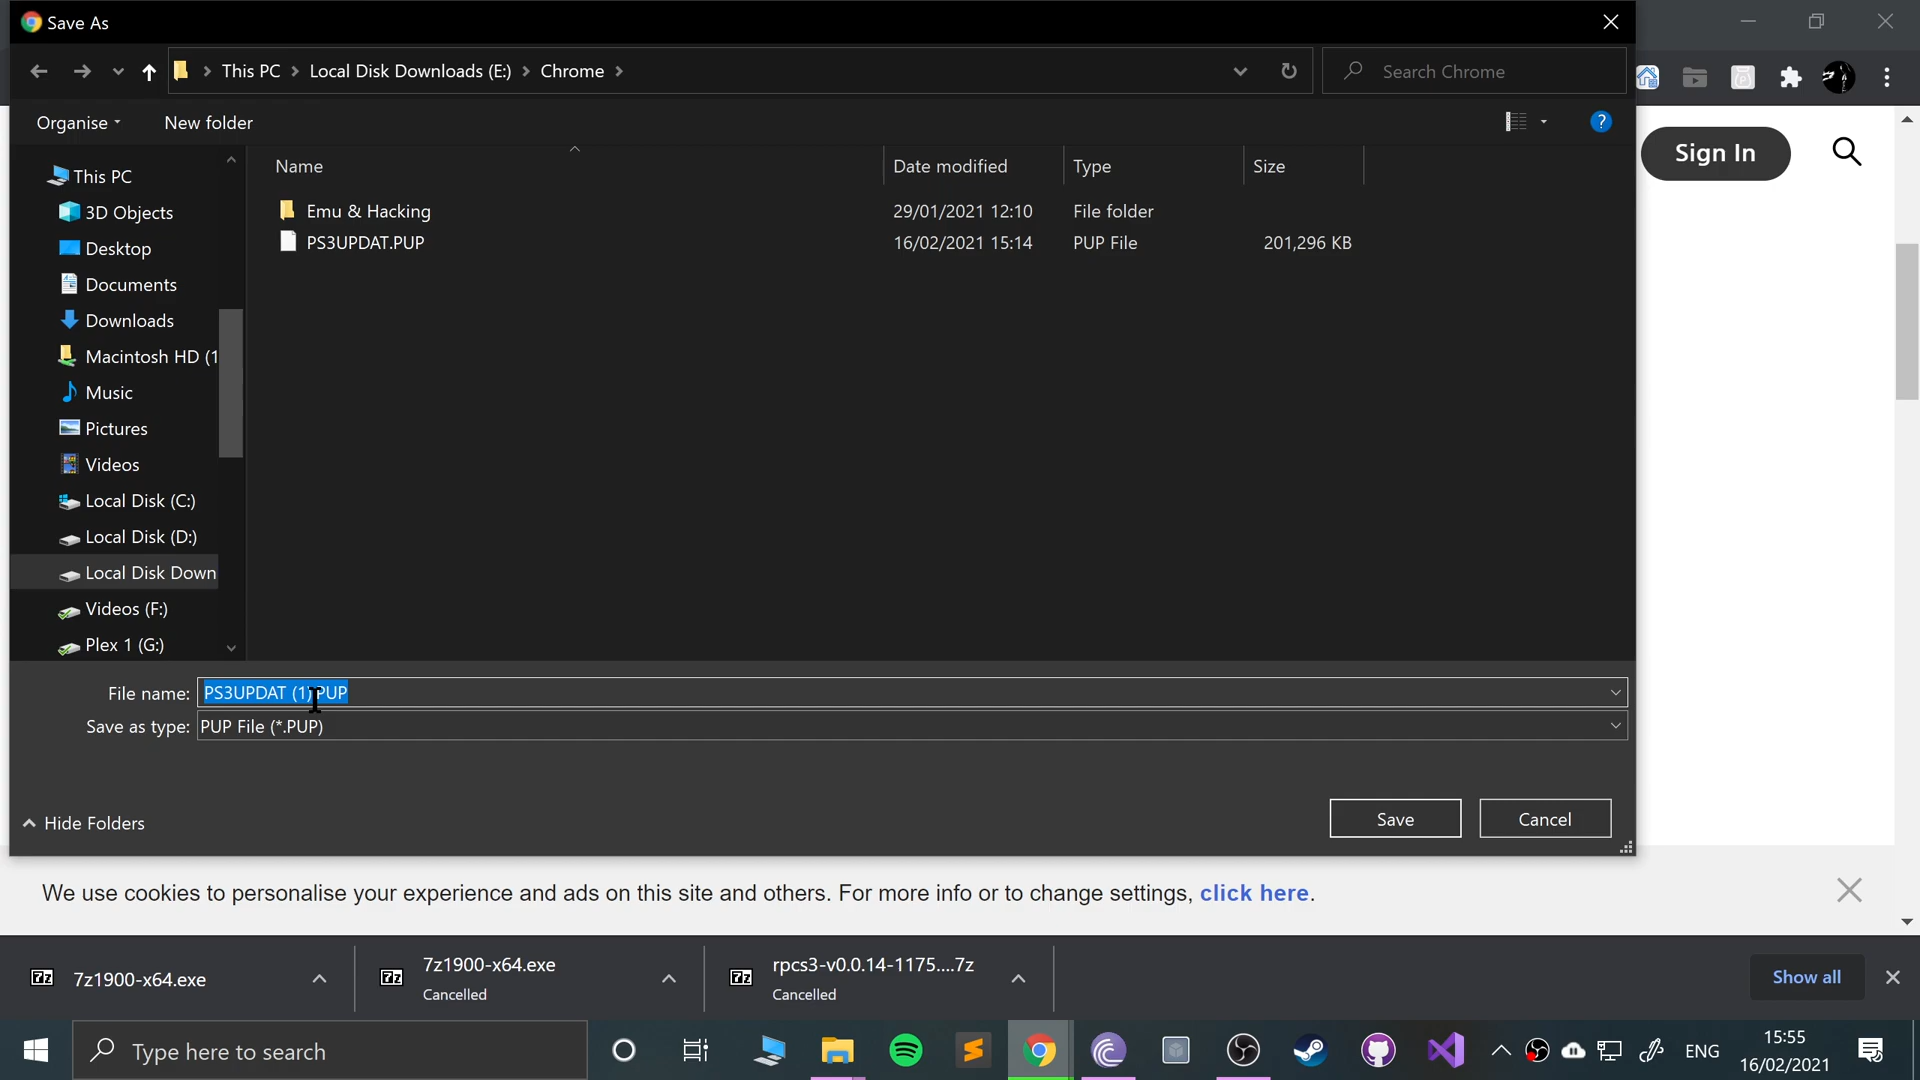 Save As
This PC
Local Disk Downloads (E:)
Chrome
Search Chrome
Organise
New folder
?
Sign In
Name
Date modified
Type
Size
Emu & Hacking
29/01/2021 12:10
File folder
PS3UPDAT.PUP
16/02/2021 15:14
PUP File
201,296 KB
This PC
3D Objects
Desktop
Documents
Downloads
Macintosh HD (1
Music
Pictures
Videos
Local Disk (C:)
Local Disk (D:)
Local Disk Down
Videos (F:)
Plex 1 (G:)
File name: PS3UPDAT (1).PUP
Save as type: PUP File (*.PUP)
Hide Folders
Save
Cancel
We use cookies to personalise your experience and ads on this site and others. For more info or to change settings, click here.
7z 7z1900-x64.exe
7z 7z1900-x64.exe
Cancelled
7z rpcs3-v0.0.14-1175....7z
Cancelled
Show all
Type here to search
ENG
15:55
16/02/2021